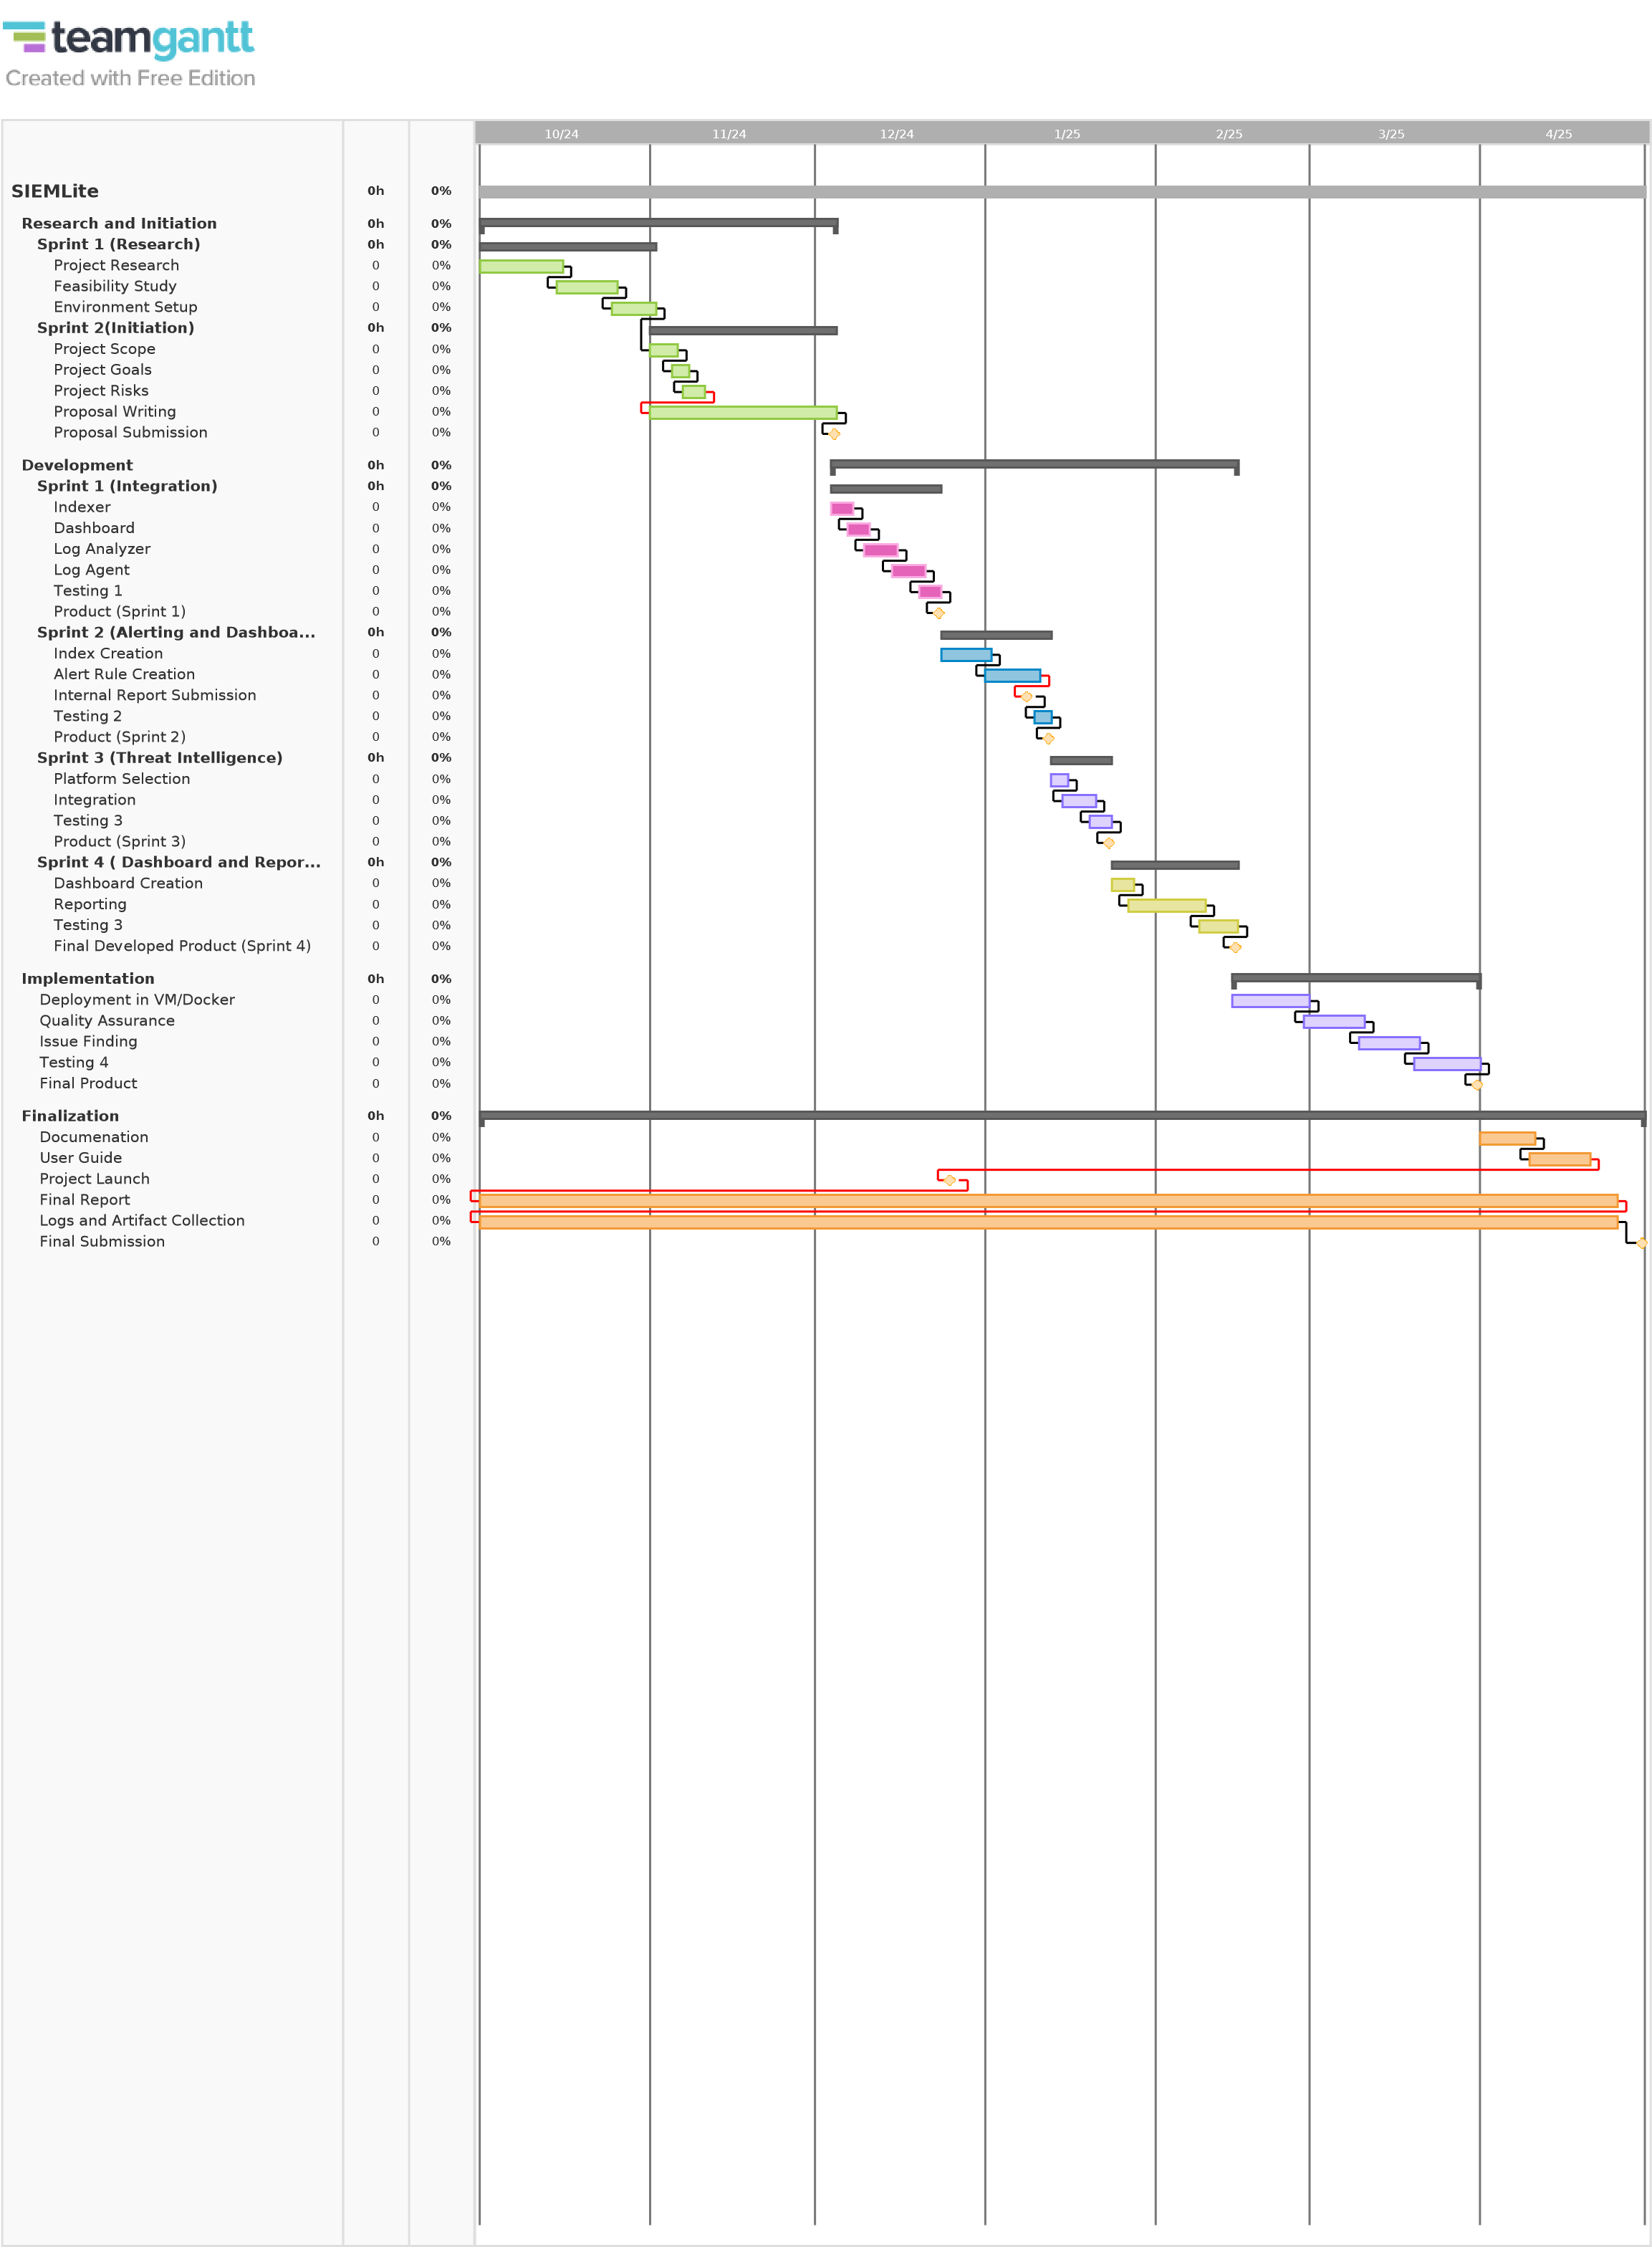 teamgantt
Created with Free Edition
10/24 11/24 12/24 1/25 2/25 3/25 4/25
SIEMLite 0h 0%
Research and Initiation 0h 0%
Sprint 1 (Research) 0h 0%
Project Research 0 0%
Feasibility Study 0 0%
Environment Setup 0 0%
Sprint 2(Initiation) 0h 0%
Project Scope 0 0%
Project Goals 0 0%
Project Risks 0 0%
Proposal Writing 0 0%
Proposal Submission 0 0%
Development 0h 0%
Sprint 1 (Integration) 0h 0%
Indexer 0 0%
Dashboard 0 0%
Log Analyzer 0 0%
Log Agent 0 0%
Testing 1 0 0%
Product (Sprint 1) 0 0%
Sprint 2 (Alerting and Dashboa... 0h 0%
Index Creation 0 0%
Alert Rule Creation 0 0%
Internal Report Submission 0 0%
Testing 2 0 0%
Product (Sprint 2) 0 0%
Sprint 3 (Threat Intelligence) 0h 0%
Platform Selection 0 0%
Integration 0 0%
Testing 3 0 0%
Product (Sprint 3) 0 0%
Sprint 4 ( Dashboard and Repor... 0h 0%
Dashboard Creation 0 0%
Reporting 0 0%
Testing 3 0 0%
Final Developed Product (Sprint 4) 0 0%
Implementation 0h 0%
Deployment in VM/Docker 0 0%
Quality Assurance 0 0%
Issue Finding 0 0%
Testing 4 0 0%
Final Product 0 0%
Finalization 0h 0%
Documenation 0 0%
User Guide 0 0%
Project Launch 0 0%
Final Report 0 0%
Logs and Artifact Collection 0 0%
Final Submission 0 0%